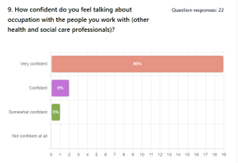 9. How confident do you feel talking about
Question responses: 22
occupation with the people you work with (other
health and social care professionals)?
Very confident
Confident
Somewhat confident
Not confident at all
0 1 2 3 4 5 6 7 8 9 10 11 12 13 14 15 16 17 18 19